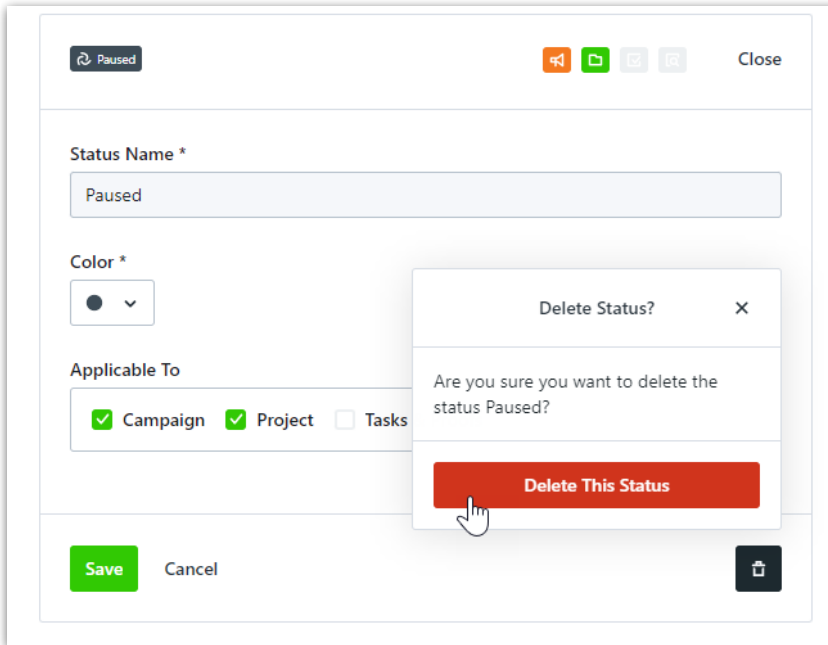 Paused
Close
Status Name *
Paused
Color *
Delete Status?
Are you sure you want to delete the
status Paused?
Delete This Status
Applicable To
Campaign Project Tasks
Save Cancel